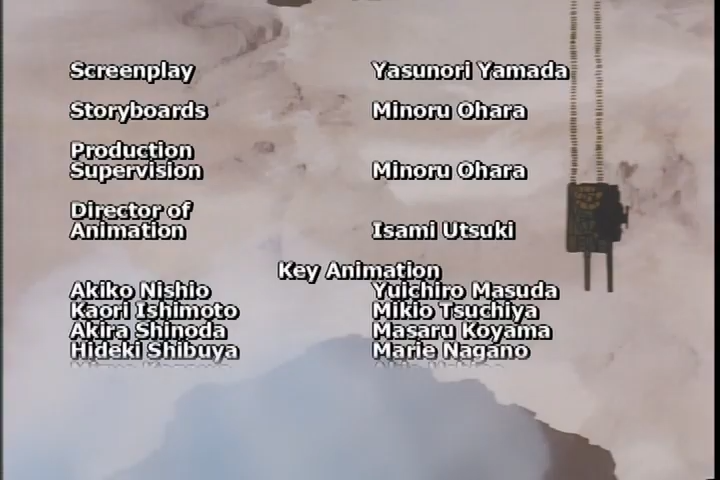 Screenplay Yasunori Yamada
Storyboards Minoru Ohara
Production
Supervision Minoru Ohara
Director of
Animation Isami Utsuki
Key Animation
Akiko Nishio Yuichiro Masuda
Kaori Ishimoto Mikio Tsuchiya
Akira Shinoda Masaru Koyama
Hideki Shibuya Marie Nagano